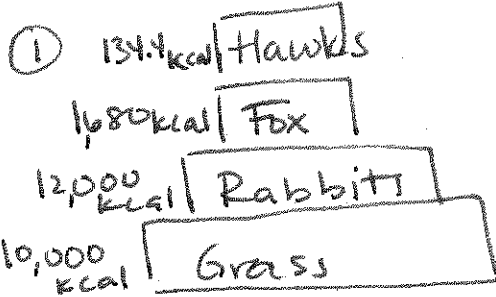 ① 134.4 kcal Hawks
1,680 kcal Fox
12,000 kcal Rabbits
10,000 kcal Grass